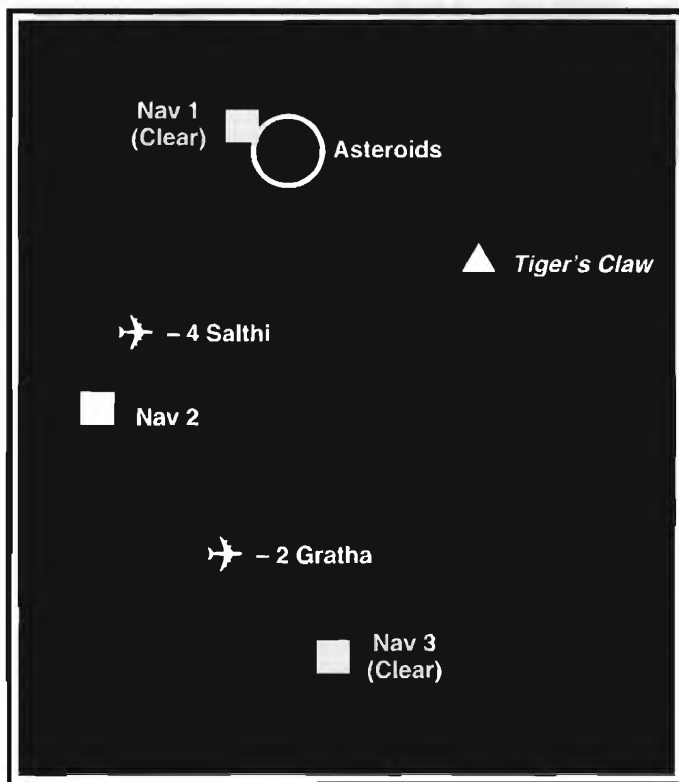 Nav 1
(Clear)
Asteroids
Tiger's Claw
– 4 Salthi
Nav 2
– 2 Gratha
Nav 3
(Clear)